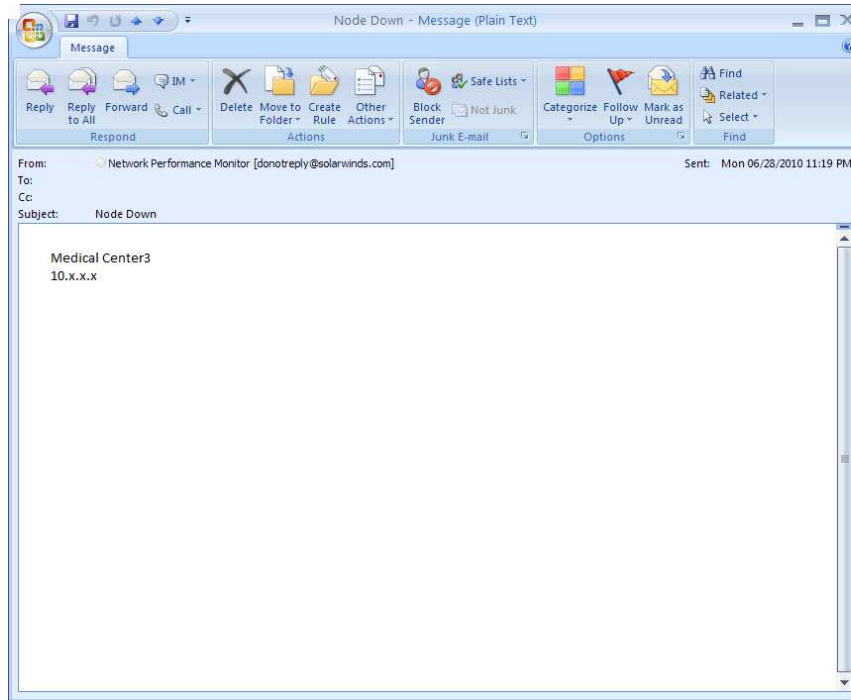 Node Down - Message (Plain Text)
Message
Reply
Reply to All
Forward
IM
Call
Respond
Delete
Move to Folder
Create Rule
Other Actions
Actions
Block Sender
Safe Lists
Not Junk
Junk E-mail
Categorize
Follow Up
Mark as Unread
Options
Find
Related
Select
Find
From: Network Performance Monitor [donotreply@solarwinds.com] Sent: Mon 06/28/2010 11:19 PM
To:
Cc:
Subject: Node Down
Medical Center3
10.x.x.x